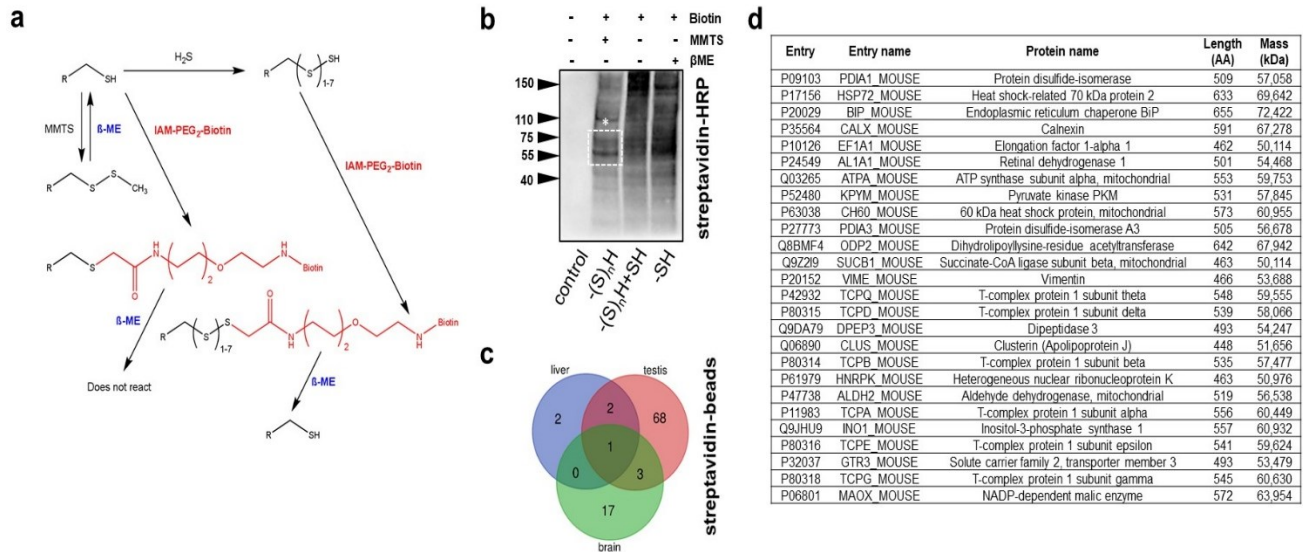 a
H₂S
R
SH
R
S
SH
1-7
MMTS
ß-ME
IAM-PEG₂-Biotin
IAM-PEG₂-Biotin
R
S
S
CH₃
R
S
O
H
N
2
O
N
H
Biotin
ß-ME
Does not react
R
S
S
1-7
O
H
N
2
O
N
H
Biotin
ß-ME
R
SH
b
- + + + Biotin
- + - - MMTS
- - - + βME
150
110
75
55
40
*
streptavidin-HRP
control
-(S)nH
-(S)nH+SH
-SH
c
liver
testis
2
2
68
1
0
3
17
brain
streptavidin-beads
d
Entry Entry name Protein name Length (AA) Mass (kDa)
P09103 PDIA1_MOUSE Protein disulfide-isomerase 509 57,058
P17156 HSP72_MOUSE Heat shock-related 70 kDa protein 2 633 69,642
P20029 BIP_MOUSE Endoplasmic reticulum chaperone BiP 655 72,422
P35564 CALX_MOUSE Calnexin 591 67,278
P10126 EF1A1_MOUSE Elongation factor 1-alpha 1 462 50,114
P24549 AL1A1_MOUSE Retinal dehydrogenase 1 501 54,468
Q03265 ATPA_MOUSE ATP synthase subunit alpha, mitochondrial 553 59,753
P52480 KPYM_MOUSE Pyruvate kinase PKM 531 57,845
P63038 CH60_MOUSE 60 kDa heat shock protein, mitochondrial 573 60,955
P27773 PDIA3_MOUSE Protein disulfide-isomerase A3 505 56,678
Q8BMF4 ODP2_MOUSE Dihydrolipoyllysine-residue acetyltransferase 642 67,942
Q9Z2I9 SUCB1_MOUSE Succinate-CoA ligase subunit beta, mitochondrial 463 50,114
P20152 VIME_MOUSE Vimentin 466 53,688
P42932 TCPQ_MOUSE T-complex protein 1 subunit theta 548 59,555
P80315 TCPD_MOUSE T-complex protein 1 subunit delta 539 58,066
Q9DA79 DPEP3_MOUSE Dipeptidase 3 493 54,247
Q06890 CLUS_MOUSE Clusterin (Apolipoprotein J) 448 51,656
P80314 TCPB_MOUSE T-complex protein 1 subunit beta 535 57,477
P61979 HNRPK_MOUSE Heterogeneous nuclear ribonucleoprotein K 463 50,976
P47738 ALDH2_MOUSE Aldehyde dehydrogenase, mitochondrial 519 56,538
P11983 TCPA_MOUSE T-complex protein 1 subunit alpha 556 60,449
Q9JHU9 INO1_MOUSE Inositol-3-phosphate synthase 1 557 60,932
P80316 TCPE_MOUSE T-complex protein 1 subunit epsilon 541 59,624
P32037 GTR3_MOUSE Solute carrier family 2, transporter member 3 493 53,479
P80318 TCPG_MOUSE T-complex protein 1 subunit gamma 545 60,630
P06801 MAOX_MOUSE NADP-dependent malic enzyme 572 63,954